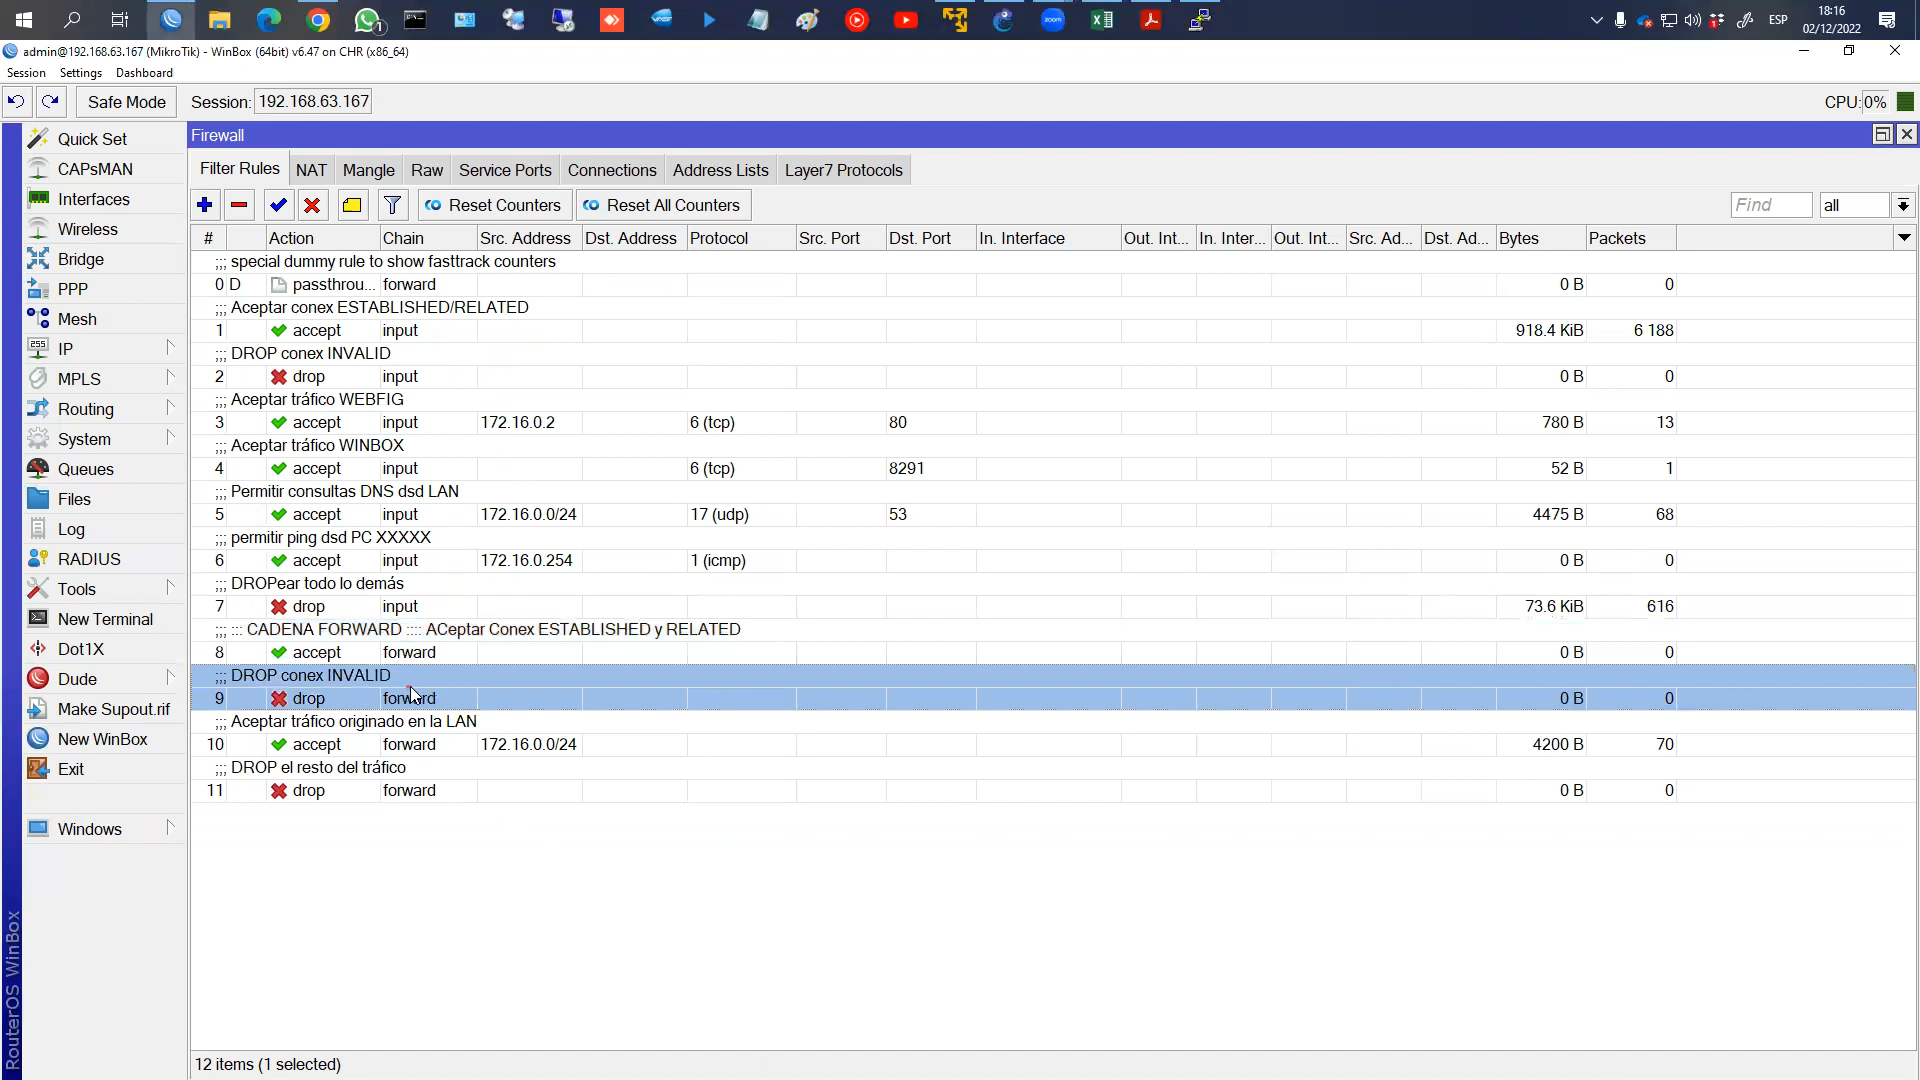 ESP
18:16
02/12/2022
admin@192.168.63.167 (MikroTik) - WinBox (64bit) v6.47 on CHR (x86_64)
Session Settings Dashboard
Safe Mode Session: 192.168.63.167 CPU: 0%
Quick Set
CAPsMAN
Interfaces
Wireless
Bridge
PPP
Mesh
IP
MPLS
Routing
System
Queues
Files
Log
RADIUS
Tools
New Terminal
Dot1X
Dude
Make Supout.rif
New WinBox
Exit
Windows
RouterOS WinBox
Firewall
Filter Rules NAT Mangle Raw Service Ports Connections Address Lists Layer7 Protocols
Reset Counters Reset All Counters Find all
# Action Chain Src. Address Dst. Address Protocol Src. Port Dst. Port In. Interface Out. Int... In. Inter... Out. Int... Src. Ad... Dst. Ad... Bytes Packets
;;; special dummy rule to show fasttrack counters
0 D passthrou... forward 0 B 0
;;; Aceptar conex ESTABLISHED/RELATED
1 accept input 918.4 KiB 6 188
;;; DROP conex INVALID
2 drop input 0 B 0
;;; Aceptar tráfico WEBFIG
3 accept input 172.16.0.2 6 (tcp) 80 780 B 13
;;; Aceptar tráfico WINBOX
4 accept input 6 (tcp) 8291 52 B 1
;;; Permitir consultas DNS dsd LAN
5 accept input 172.16.0.0/24 17 (udp) 53 4475 B 68
;;; permitir ping dsd PC XXXXX
6 accept input 172.16.0.254 1 (icmp) 0 B 0
;;; DROPear todo lo demás
7 drop input 73.6 KiB 616
;;; ::: CADENA FORWARD :::: ACeptar Conex ESTABLISHED y RELATED
8 accept forward 0 B 0
;;; DROP conex INVALID
9 drop forward 0 B 0
;;; Aceptar tráfico originado en la LAN
10 accept forward 172.16.0.0/24 4200 B 70
;;; DROP el resto del tráfico
11 drop forward 0 B 0
12 items (1 selected)